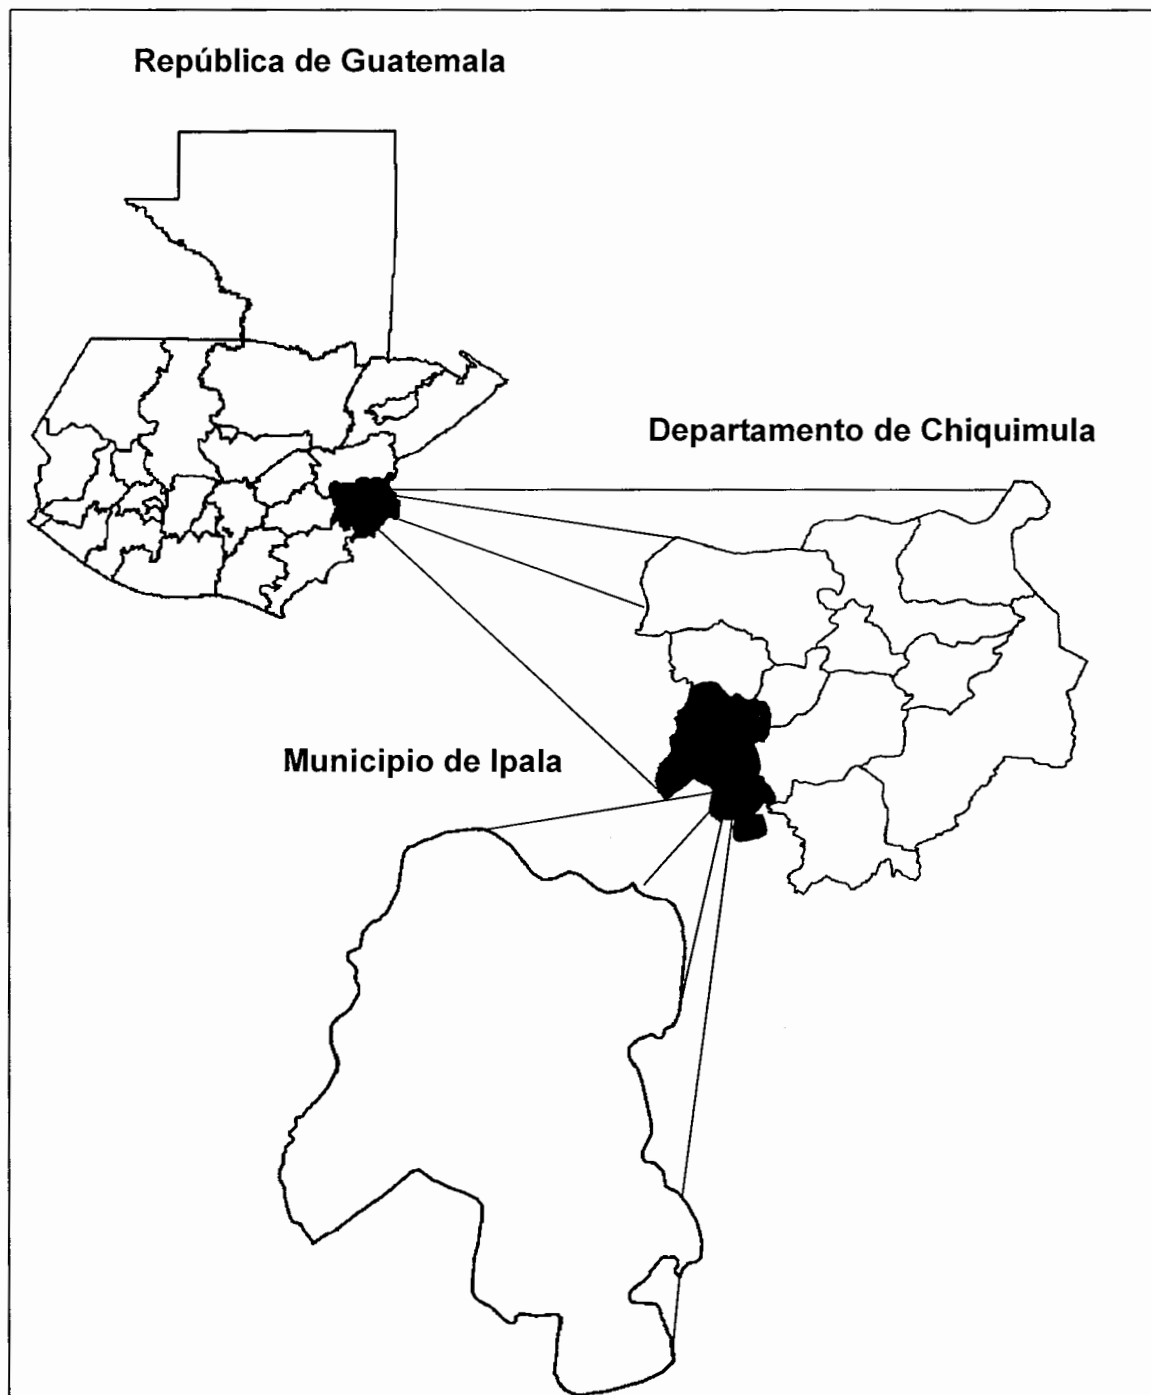 República de Guatemala
Departamento de Chiquimula
Municipio de Ipala